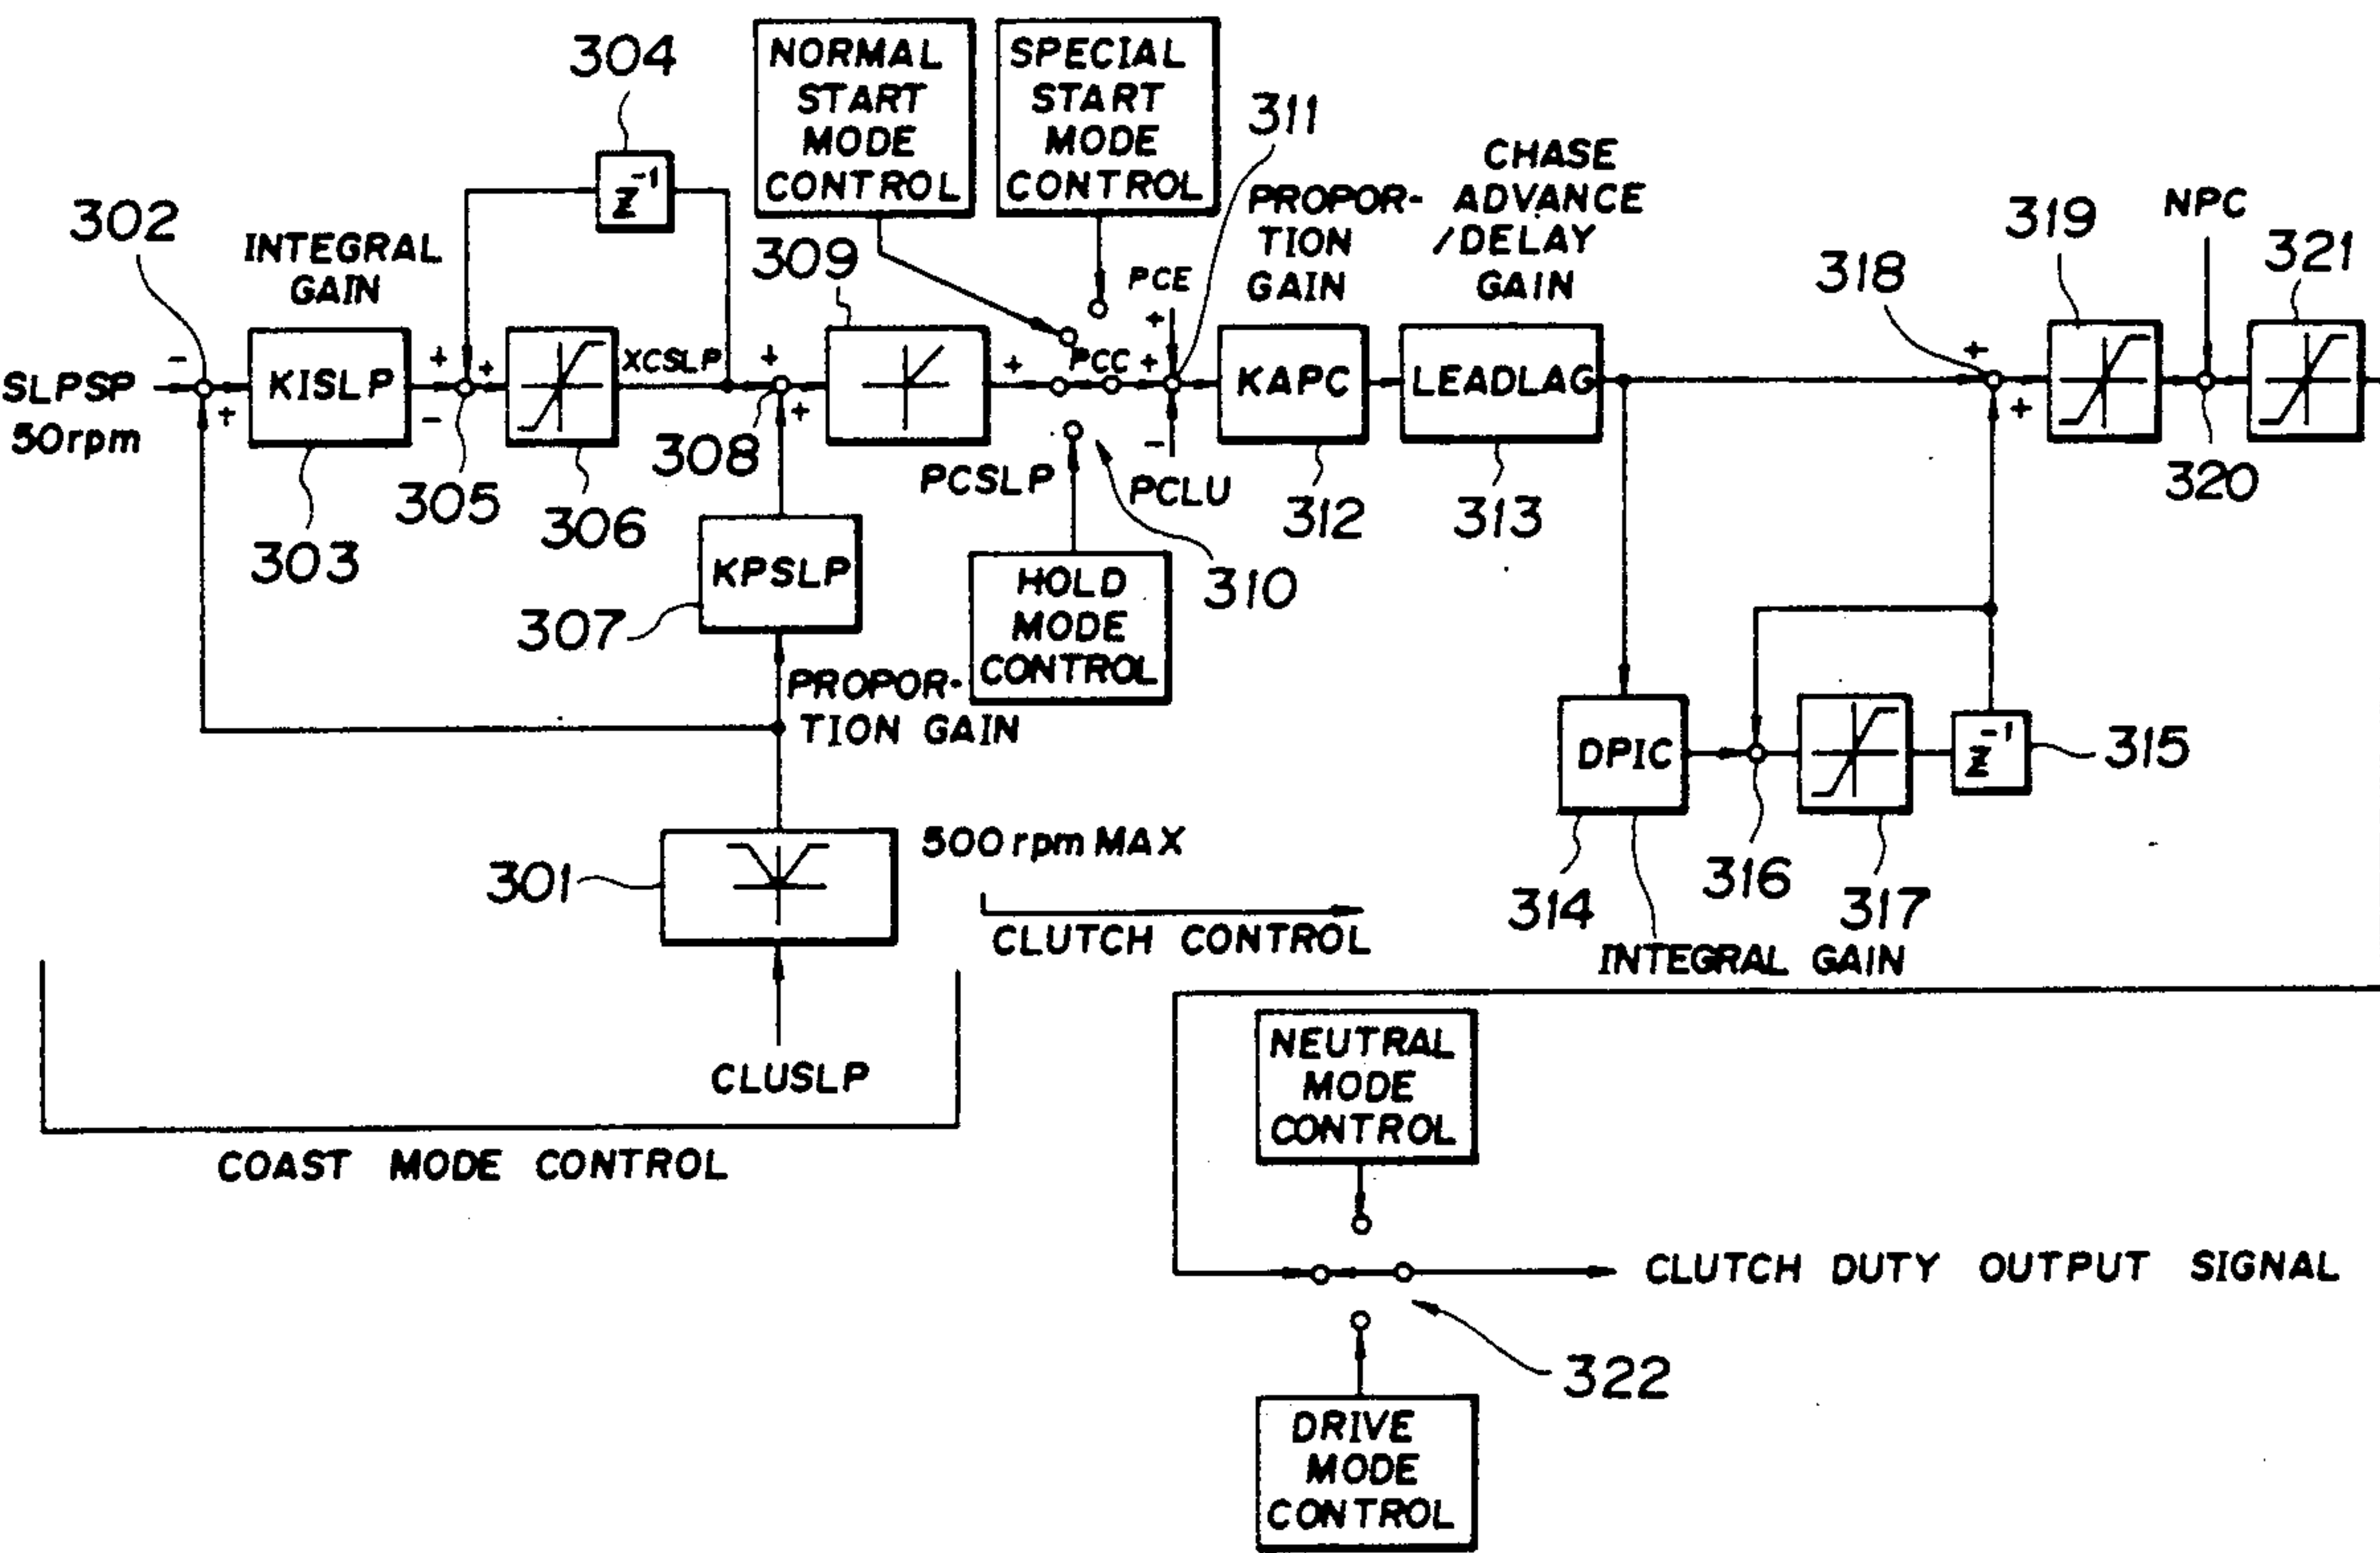 304
NORMAL
START
MODE
CONTROL
SPECIAL
START
MODE
CONTROL
311
CHASE
ADVANCE
/DELAY
GAIN
PROPOR-
TION
GAIN
302
INTEGRAL
GAIN
Z⁻¹
309
PCE
318
319
NPC
321
SLPSP
50rpm
-
+
KISLP
+
+
-
XCSLP
+
+
+
PCC
+
+
-
KAPC
LEADLAG
+
+
303
305
306
308
PCSLP
PCLU
312
313
320
KPSLP
307
HOLD
MODE
CONTROL
310
PROPOR-
TION GAIN
DPIC
Z⁻¹
315
301
500rpm MAX
314
316
317
CLUTCH CONTROL
INTEGRAL GAIN
CLUSLP
COAST MODE CONTROL
NEUTRAL
MODE
CONTROL
CLUTCH DUTY OUTPUT SIGNAL
322
DRIVE
MODE
CONTROL